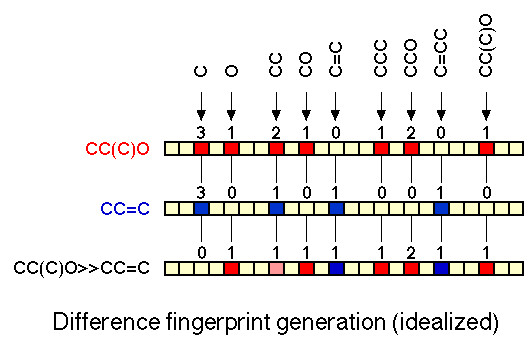 C O CC CO C=C CCC CCO C=CC CC(C)O
3 1 2 1 0 1 2 0 1
CC(C)O
3 0 1 0 1 0 0 1 0
CC=C
0 1 1 1 1 1 2 1 1
CC(C)O>>CC=C
Difference fingerprint generation (idealized)